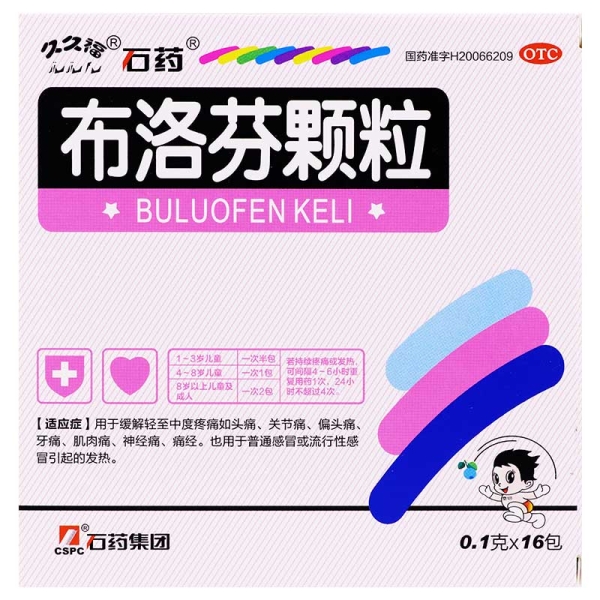 久久福® 石药® 国药准字H20066209 OTC
布洛芬颗粒
BULUOFEN KELI
1~3岁儿童 一次半包
4~8岁儿童 一次1包
8岁以上儿童及成人 一次2包
若持续疼痛或发热，
可间隔4~6小时重
复用药1次，24小
时不超过4次。
【适应症】用于缓解轻至中度疼痛如头痛、关节痛、偏头痛、
牙痛、肌肉痛、神经痛、痛经。也用于普通感冒或流行性感
冒引起的发热。
CSPC® 石药集团
0.1克x16包